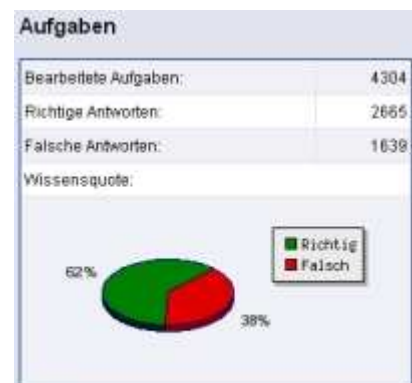 Aufgaben
Bearbeitete Aufgaben: 4304
Richtige Antworten: 2665
Falsche Antworten: 1639
Wissensquote:
Richtig
Falsch
62%
38%